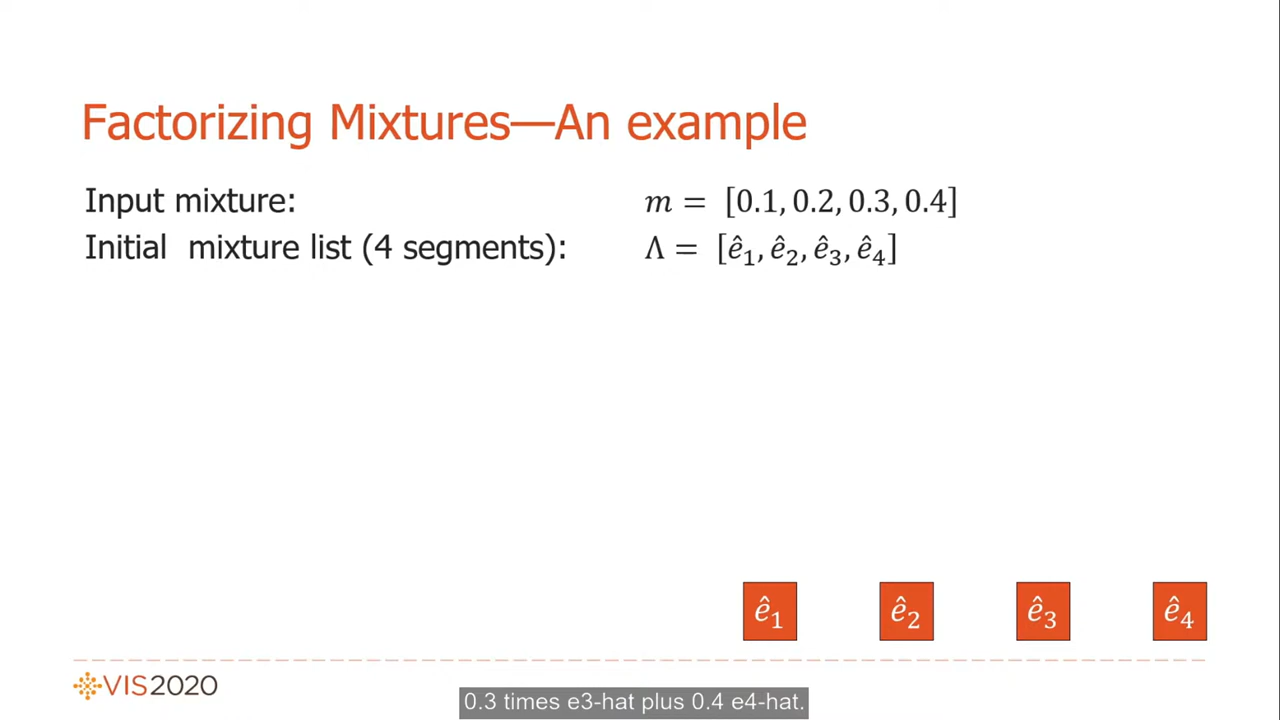 Factorizing Mixtures—An example
Input mixture: m = [0.1, 0.2, 0.3, 0.4]
Initial mixture list (4 segments): Λ = [ê₁, ê₂, ê₃, ê₄]
ê₁ ê₂ ê₃ ê₄
VIS2020
0.3 times e3-hat plus 0.4 e4-hat.